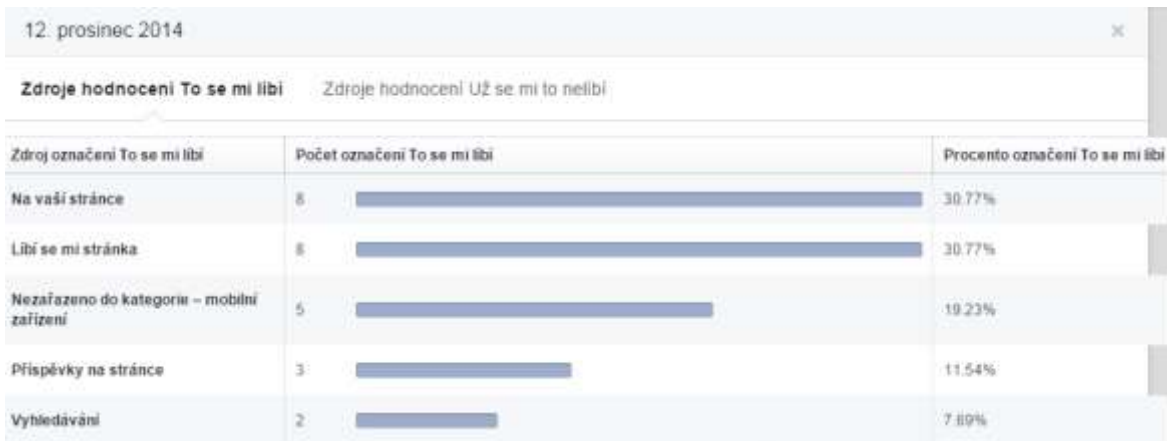 12. prosinec 2014 ×
Zdroje hodnocení To se mi líbí Zdroje hodnocení Už se mi to nelíbí
Zdroj označení To se mi líbí Počet označení To se mi líbí Procento označení To se mi líbí
Na vaší stránce 8 30.77%
Líbí se mi stránka 8 30.77%
Nezařazeno do kategorie – mobilní
zařízení 5 19.23%
Příspěvky na stránce 3 11.54%
Vyhledávání 2 7.69%